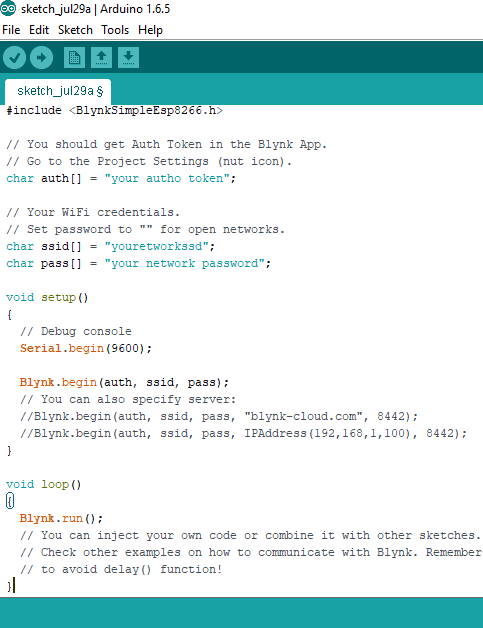 sketch_jul29a | Arduino 1.6.5
File Edit Sketch Tools Help
sketch_jul29a §
#include <BlynkSimpleEsp8266.h>
// You should get Auth Token in the Blynk App.
// Go to the Project Settings (nut icon).
char auth[] = "your autho token";
// Your WiFi credentials.
// Set password to "" for open networks.
char ssid[] = "youretworkssd";
char pass[] = "your network password";
void setup()
{
  // Debug console
  Serial.begin(9600);
  Blynk.begin(auth, ssid, pass);
  // You can also specify server:
  //Blynk.begin(auth, ssid, pass, "blynk-cloud.com", 8442);
  //Blynk.begin(auth, ssid, pass, IPAddress(192,168,1,100), 8442);
}
void loop()
{
  Blynk.run();
  // You can inject your own code or combine it with other sketches.
  // Check other examples on how to communicate with Blynk. Remember
  // to avoid delay() function!
}